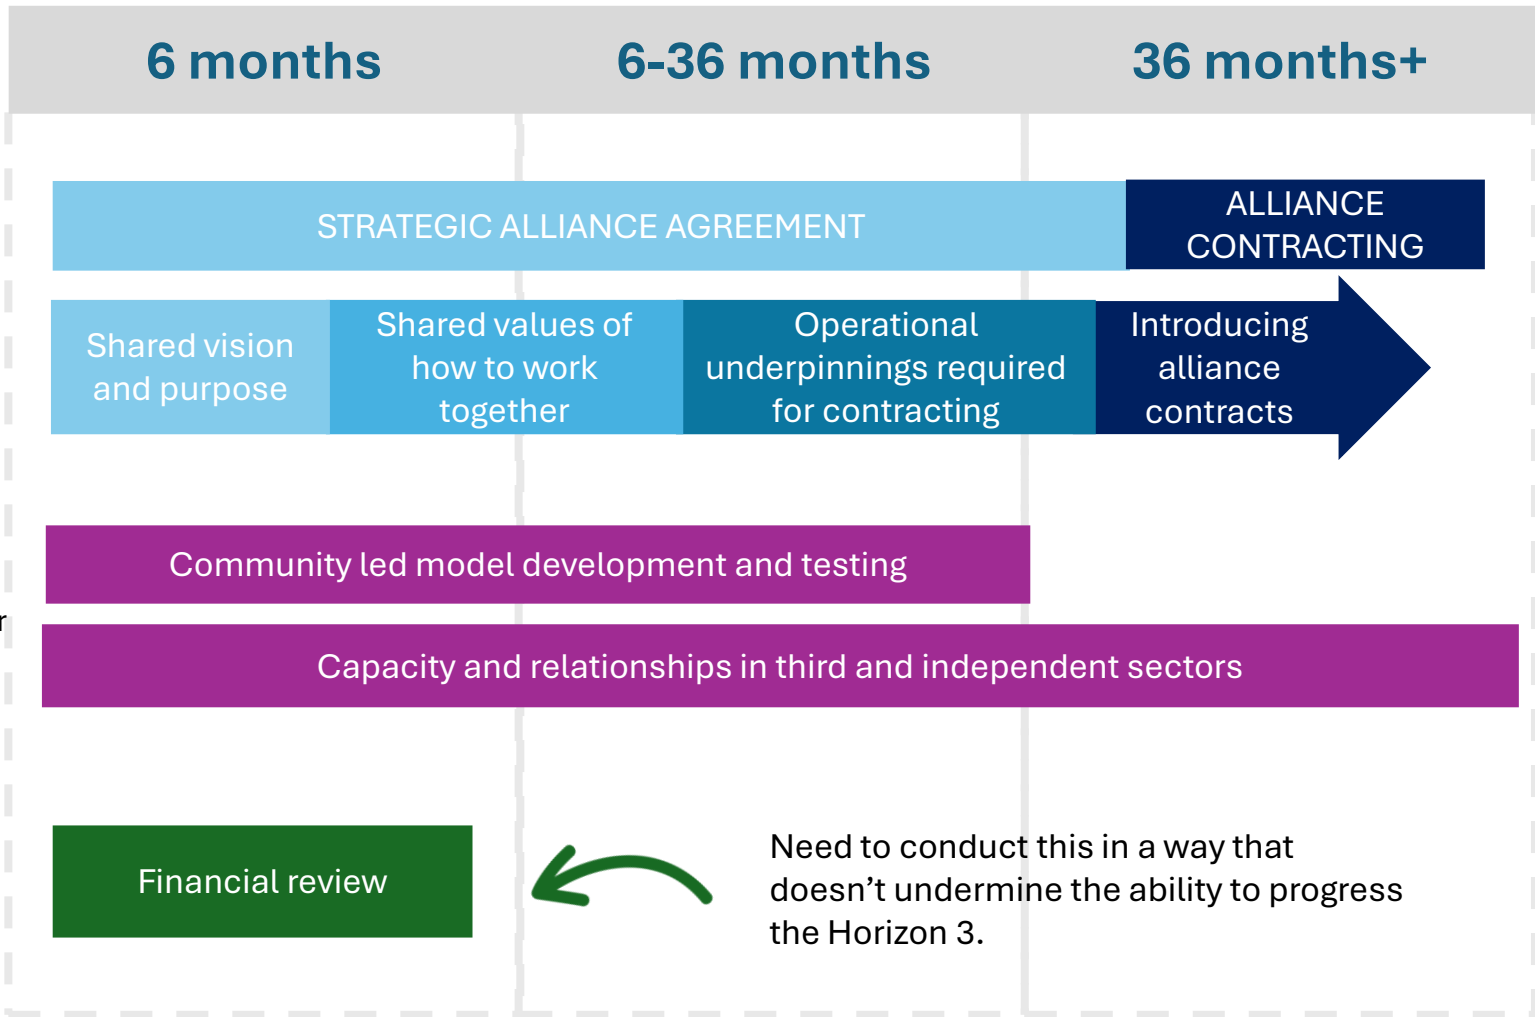 6 months
6-36 months
36 months+
STRATEGIC ALLIANCE AGREEMENT
ALLIANCE
CONTRACTING
Shared vision
and purpose
Shared values of
how to work
together
Operational
underpinnings required
for contracting
Introducing
alliance
contracts
Community led model development and testing
r
Capacity and relationships in third and independent sectors
Financial review
Need to conduct this in a way that
doesn’t undermine the ability to progress
the Horizon 3.